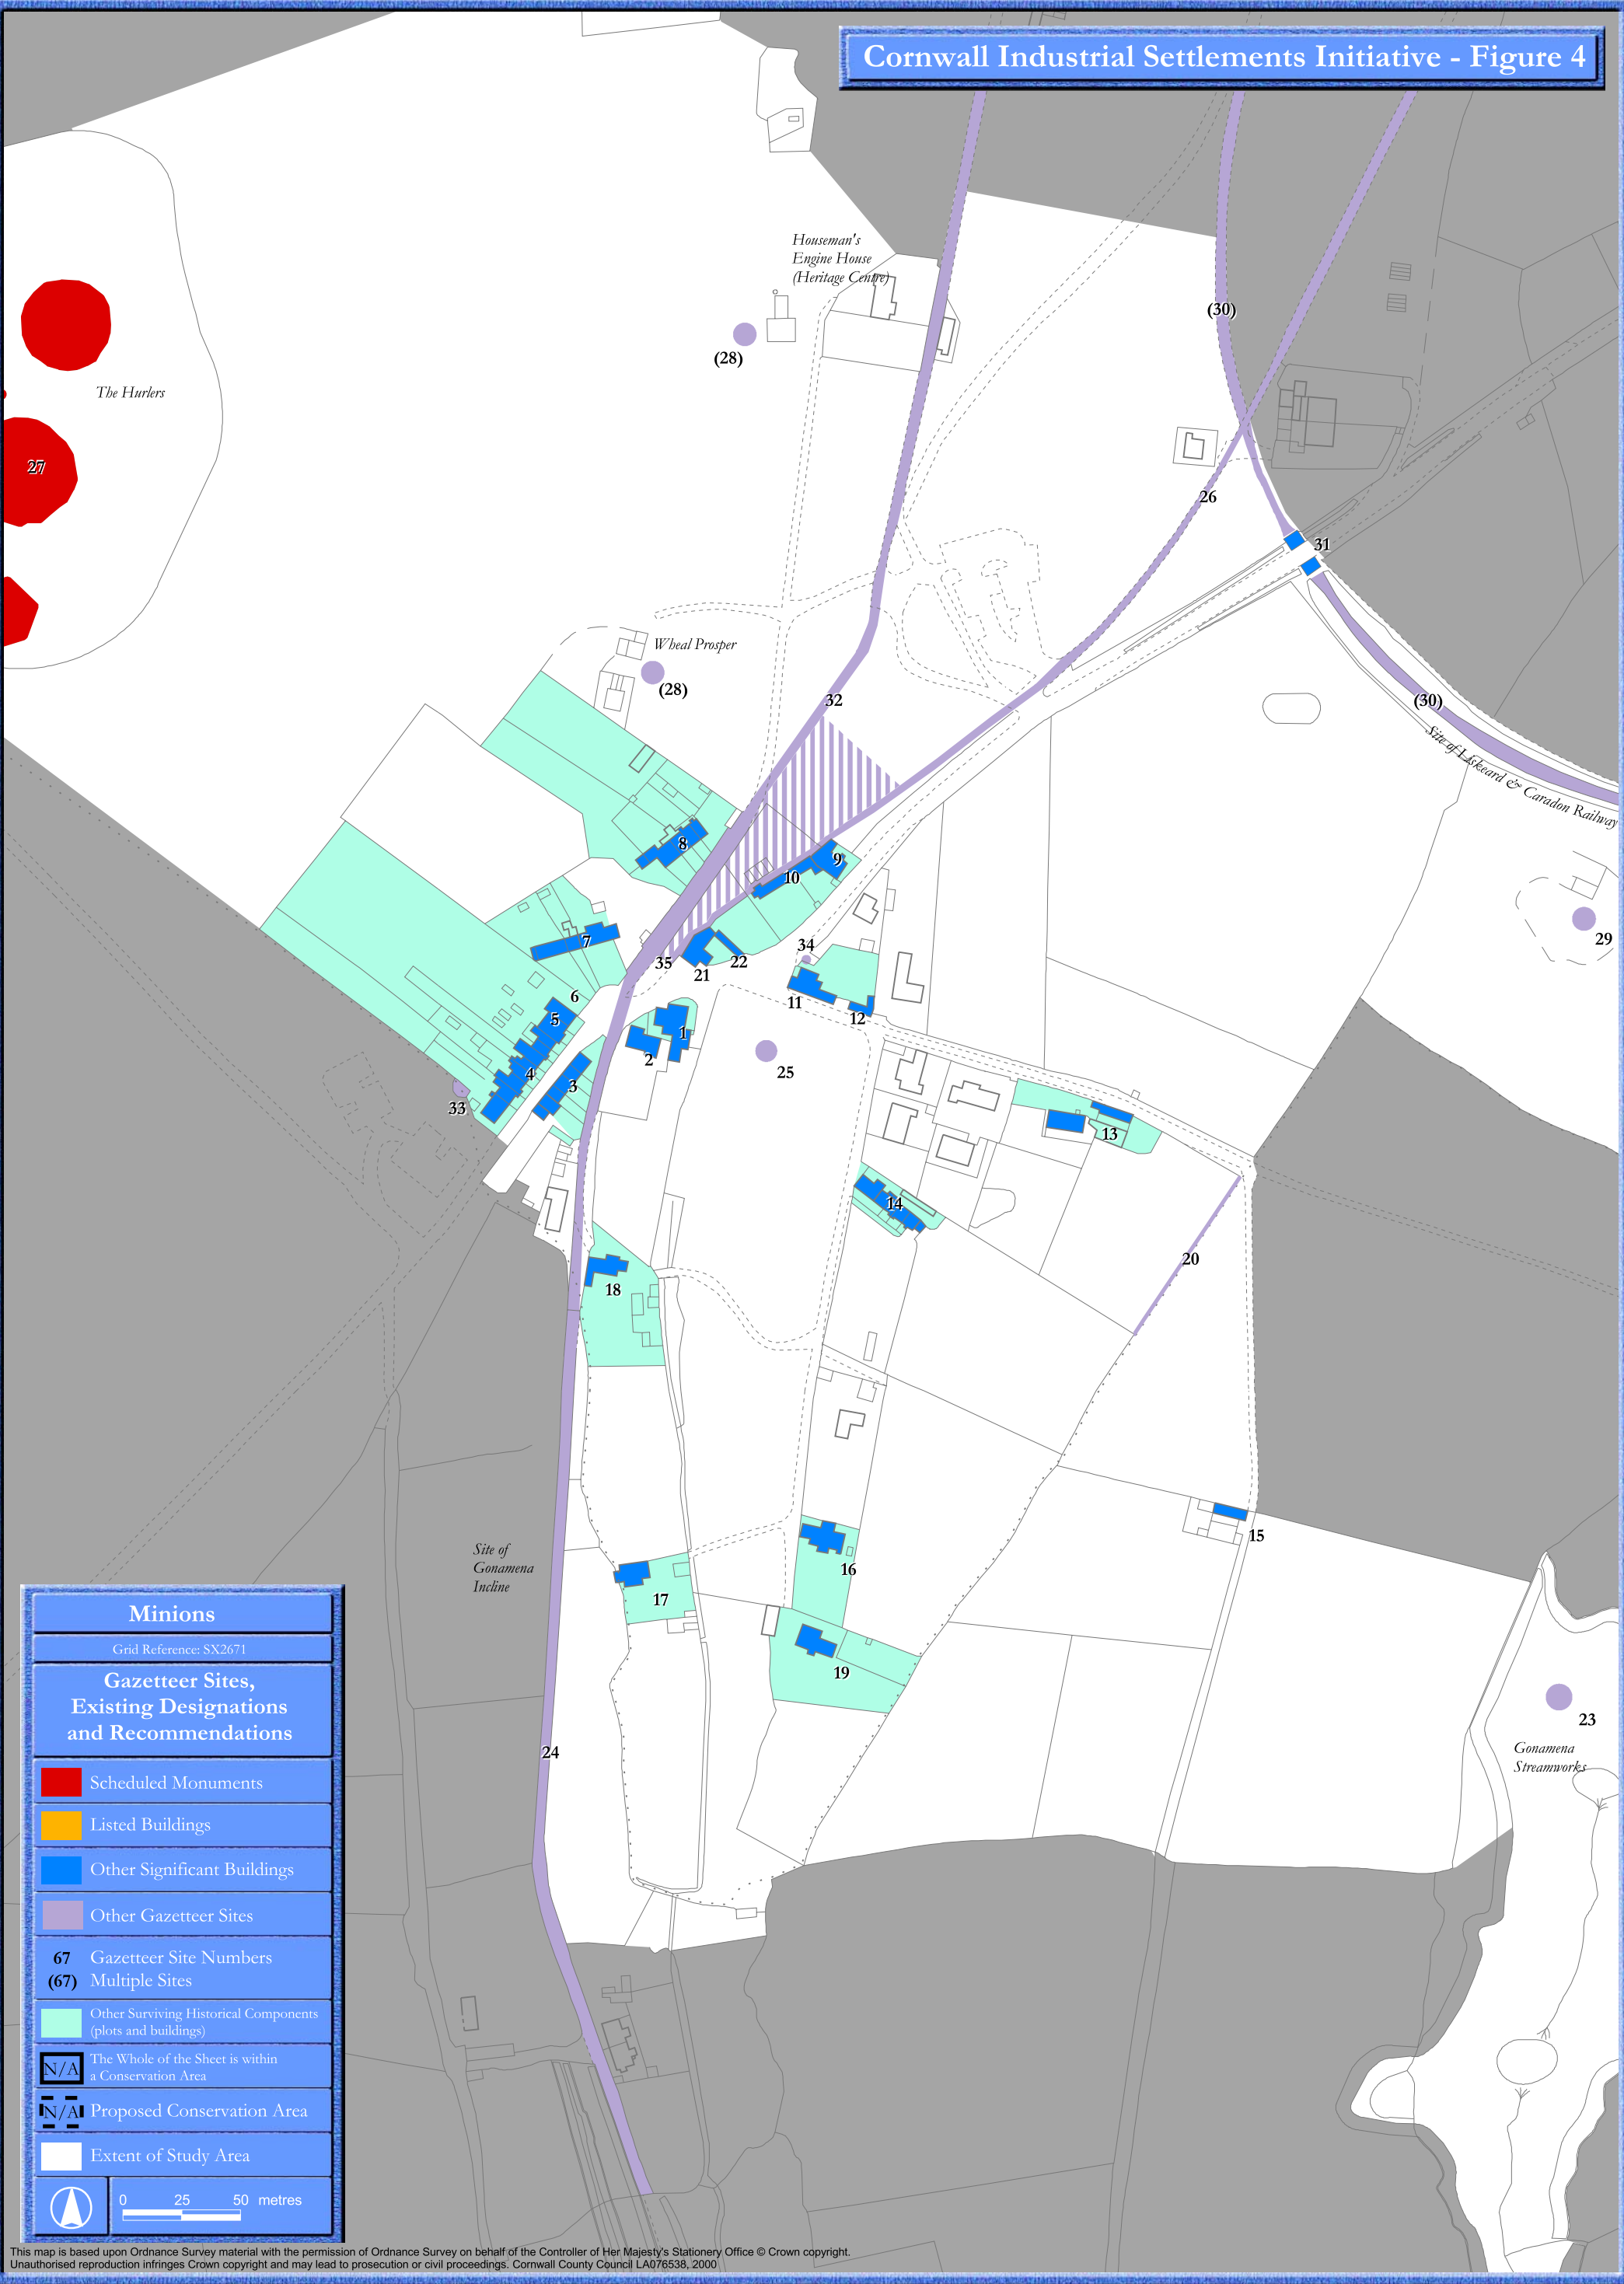 Cornwall Industrial Settlements Initiative - Figure 4
Houseman's
Engine House
(Heritage Centre)
(30)
(28)
The Hurlers
27
26
31
Wheal Prosper
(28)
32
(30)
Site of Liskeard & Caradon Railway
8
9
10
29
7
35
21
22
34
6
5
11
12
1
2
25
4
3
33
13
14
20
18
15
Site of
Gonamena
Incline
16
17
19
23
24
Gonamena
Streamworks
Minions
Grid Reference: SX2671
Gazetteer Sites,
Existing Designations
and Recommendations
Scheduled Monuments
Listed Buildings
Other Significant Buildings
Other Gazetteer Sites
67 Gazetteer Site Numbers
(67) Multiple Sites
Other Surviving Historical Components
(plots and buildings)
N/A The Whole of the Sheet is within
a Conservation Area
N/A Proposed Conservation Area
Extent of Study Area
0 25 50 metres
This map is based upon Ordnance Survey material with the permission of Ordnance Survey on behalf of the Controller of Her Majesty's Stationery Office © Crown copyright.
Unauthorised reproduction infringes Crown copyright and may lead to prosecution or civil proceedings. Cornwall County Council LA076538, 2000